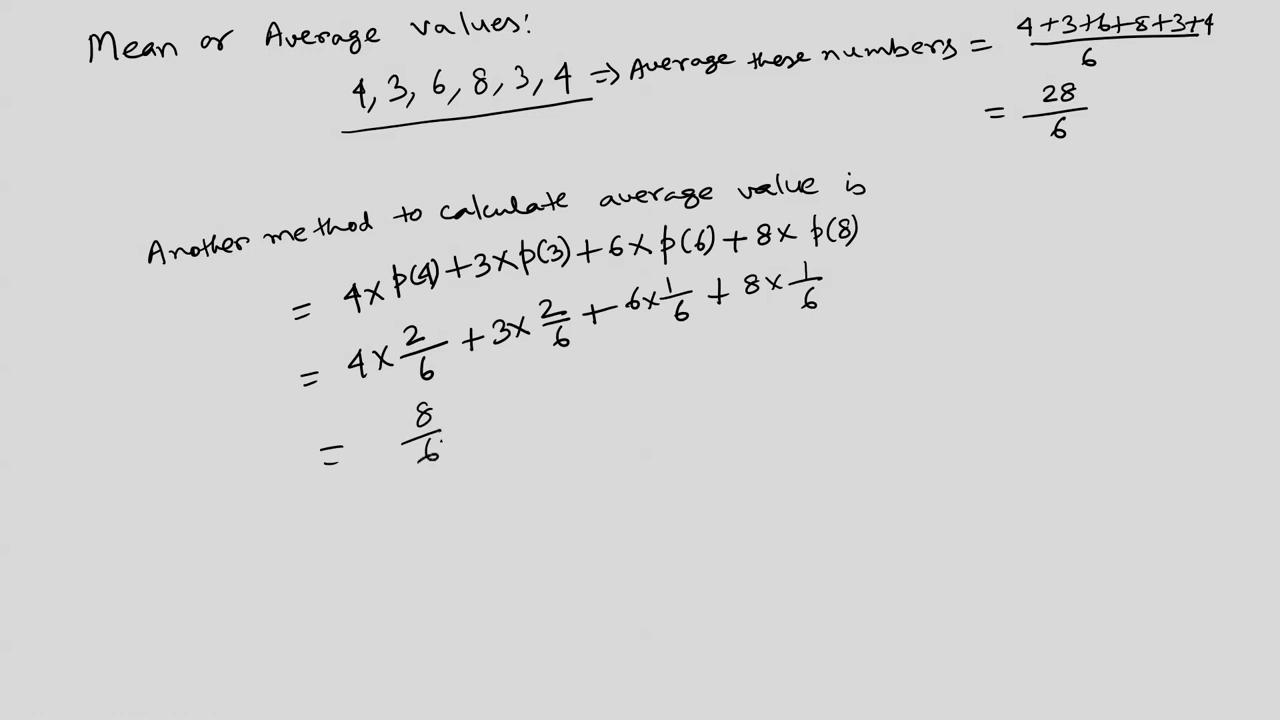 Mean or Average values:
4, 3, 6, 8, 3, 4 => Average these numbers = 4+3+6+8+3+4 / 6
= 28/6
Another method to calculate average value is
= 4 × p(4) + 3 × p(3) + 6 × p(6) + 8 × p(8)
= 4 × 2/6 + 3 × 2/6 + 6 × 1/6 + 8 × 1/6
= 8/6